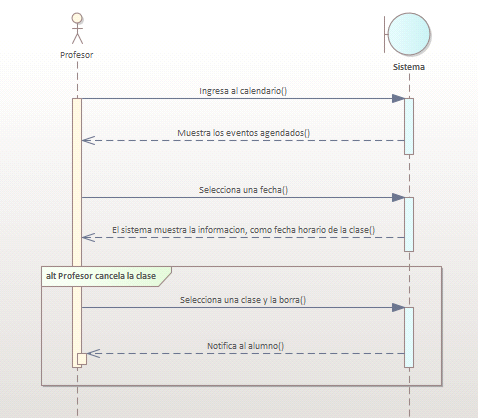 Profesor
Sistema
Ingresa al calendario()
Muestra los eventos agendados()
Selecciona una fecha()
El sistema muestra la informacion, como fecha horario de la clase()
alt Profesor cancela la clase
Selecciona una clase y la borra()
Notifica al alumno()